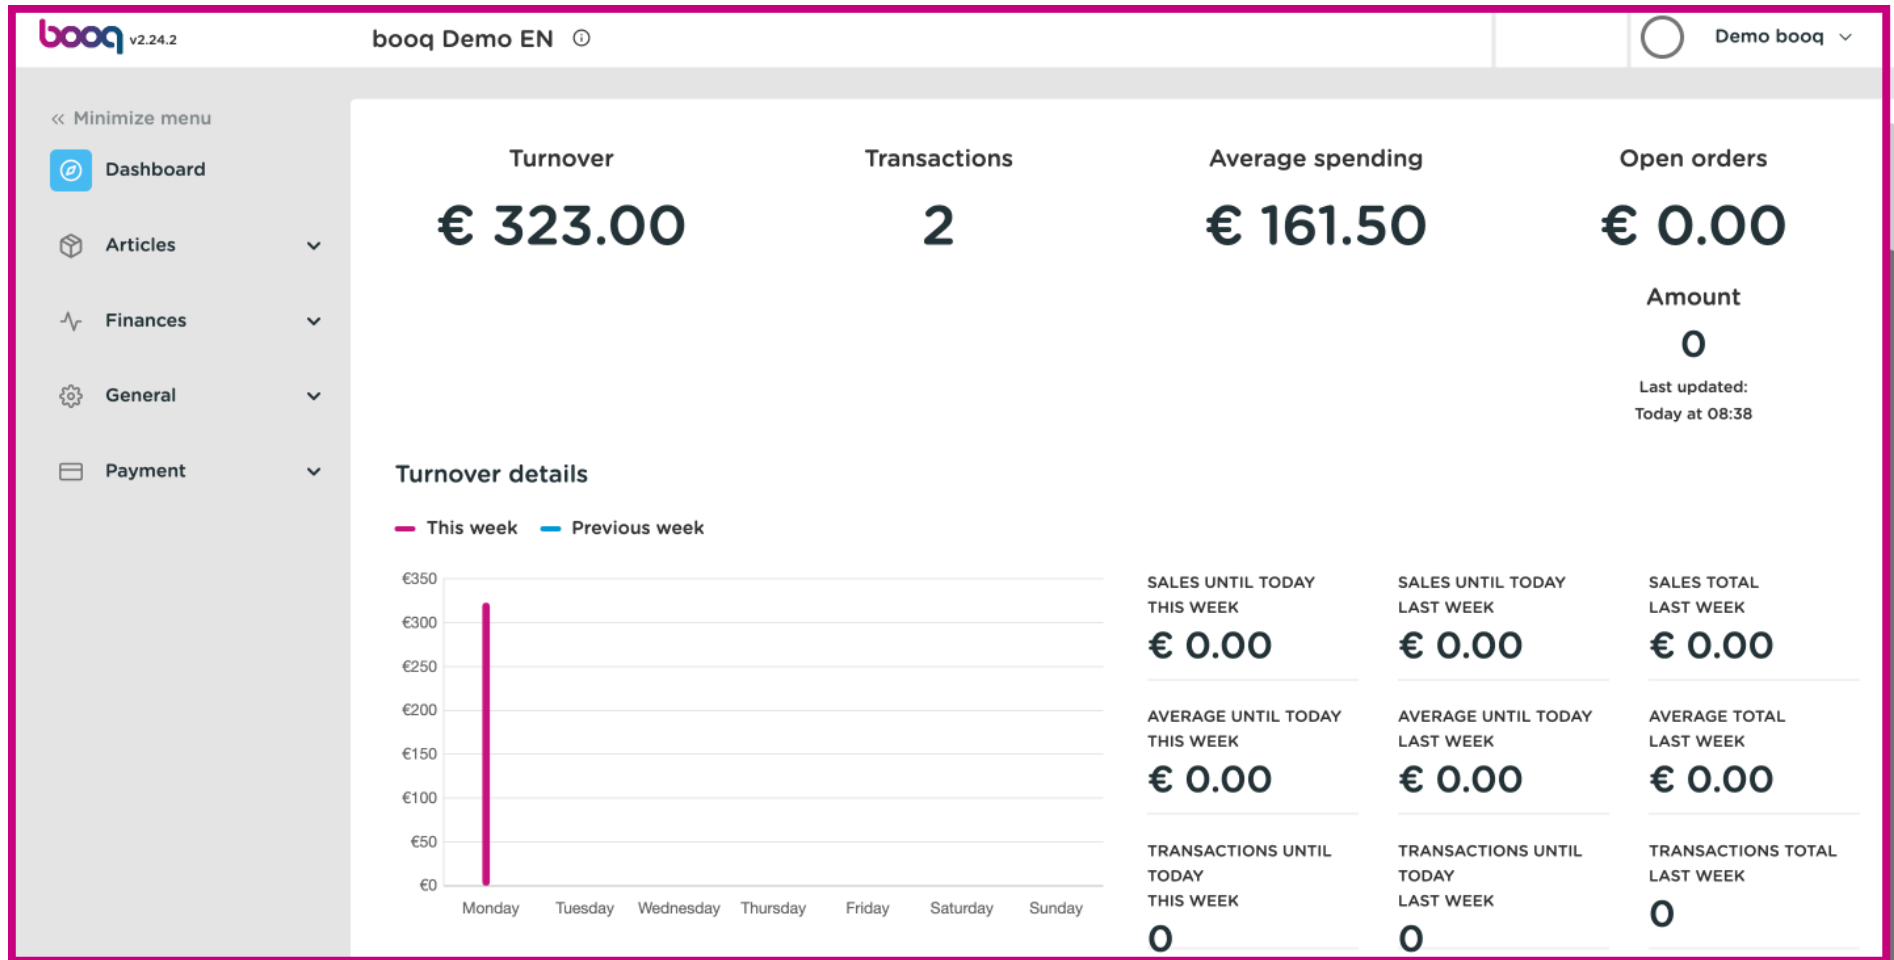 booq v2.24.2
booq Demo EN
Demo booq
Minimize menu
Dashboard
Articles
Finances
General
Payment
Turnover
€ 323.00
Transactions
2
Average spending
€ 161.50
Open orders
€ 0.00
Amount
0
Last updated:
Today at 08:38
Turnover details
This week
Previous week
€350
€300
€250
€200
€150
€100
€50
€0
Monday
Tuesday
Wednesday
Thursday
Friday
Saturday
Sunday
SALES UNTIL TODAY
THIS WEEK
€ 0.00
SALES UNTIL TODAY
LAST WEEK
€ 0.00
SALES TOTAL
LAST WEEK
€ 0.00
AVERAGE UNTIL TODAY
THIS WEEK
€ 0.00
AVERAGE UNTIL TODAY
LAST WEEK
€ 0.00
AVERAGE TOTAL
LAST WEEK
€ 0.00
TRANSACTIONS UNTIL
TODAY
THIS WEEK
0
TRANSACTIONS UNTIL
TODAY
LAST WEEK
0
TRANSACTIONS TOTAL
LAST WEEK
0